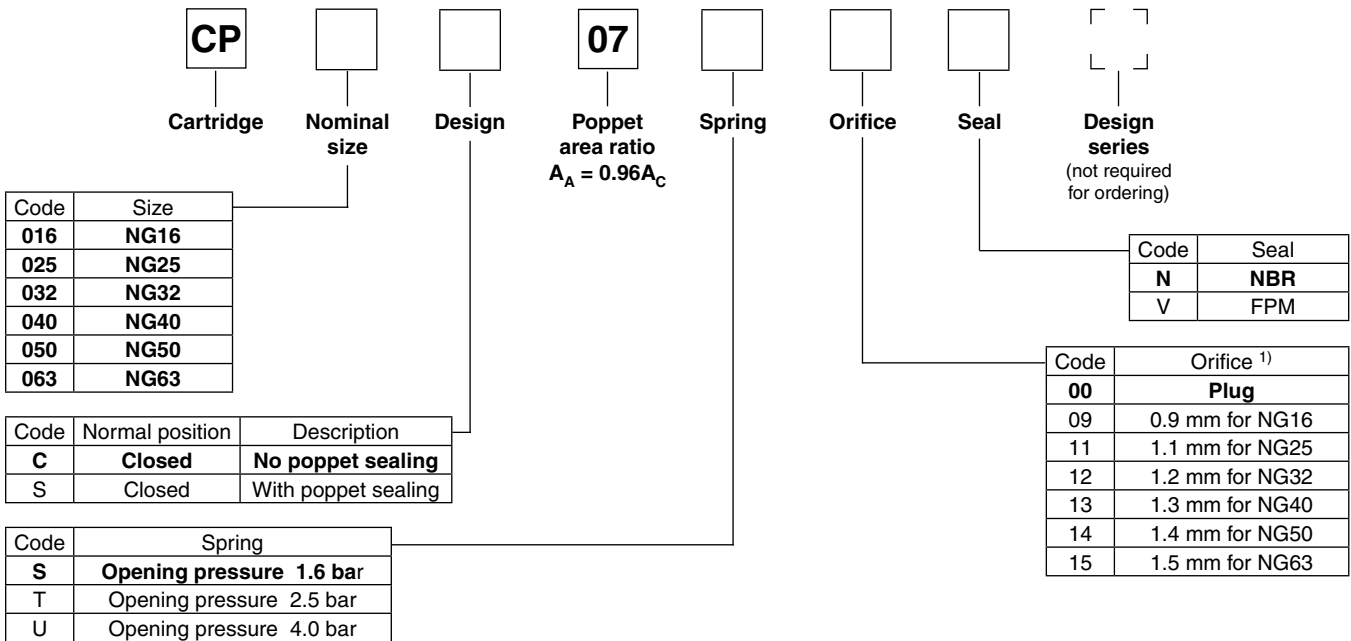 CP 07
Cartridge Nominal Design Poppet Spring Orifice Seal Design
size area ratio series
A_A = 0.96A_C (not required
for ordering)
Code Size
016 NG16
025 NG25
032 NG32
040 NG40
050 NG50
063 NG63
Code Normal position Description
C Closed No poppet sealing
S Closed With poppet sealing
Code Spring
S Opening pressure 1.6 bar
T Opening pressure 2.5 bar
U Opening pressure 4.0 bar
Code Seal
N NBR
V FPM
Code Orifice 1)
00 Plug
09 0.9 mm for NG16
11 1.1 mm for NG25
12 1.2 mm for NG32
13 1.3 mm for NG40
14 1.4 mm for NG50
15 1.5 mm for NG63